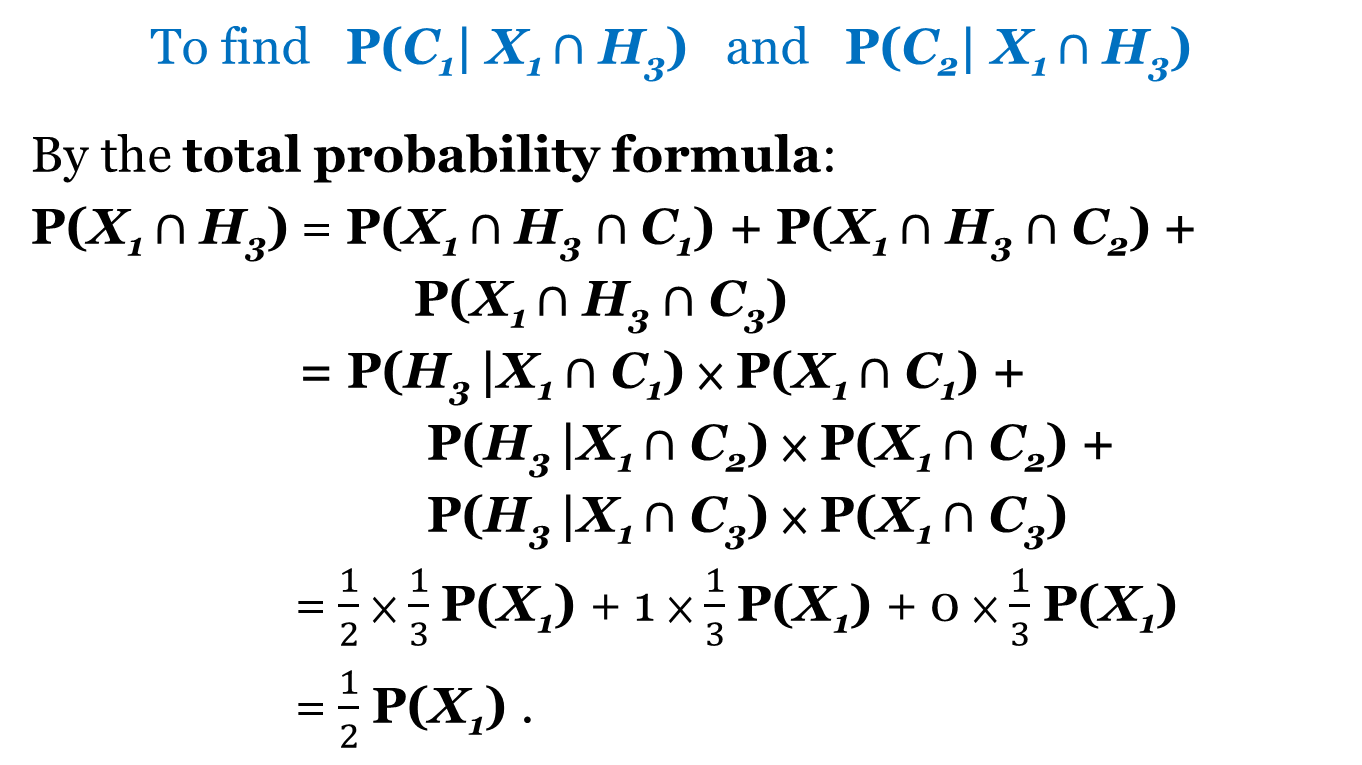 To find P(C₁| X₁ ∩ H₃) and P(C₂| X₁ ∩ H₃)
By the total probability formula:
P(X₁ ∩ H₃) = P(X₁ ∩ H₃ ∩ C₁) + P(X₁ ∩ H₃ ∩ C₂) +
P(X₁ ∩ H₃ ∩ C₃)
= P(H₃ |X₁ ∩ C₁) × P(X₁ ∩ C₁) +
P(H₃ |X₁ ∩ C₂) × P(X₁ ∩ C₂) +
P(H₃ |X₁ ∩ C₃) × P(X₁ ∩ C₃)
= 1/2 × 1/3 P(X₁) + 1 × 1/3 P(X₁) + 0 × 1/3 P(X₁)
= 1/2 P(X₁) .